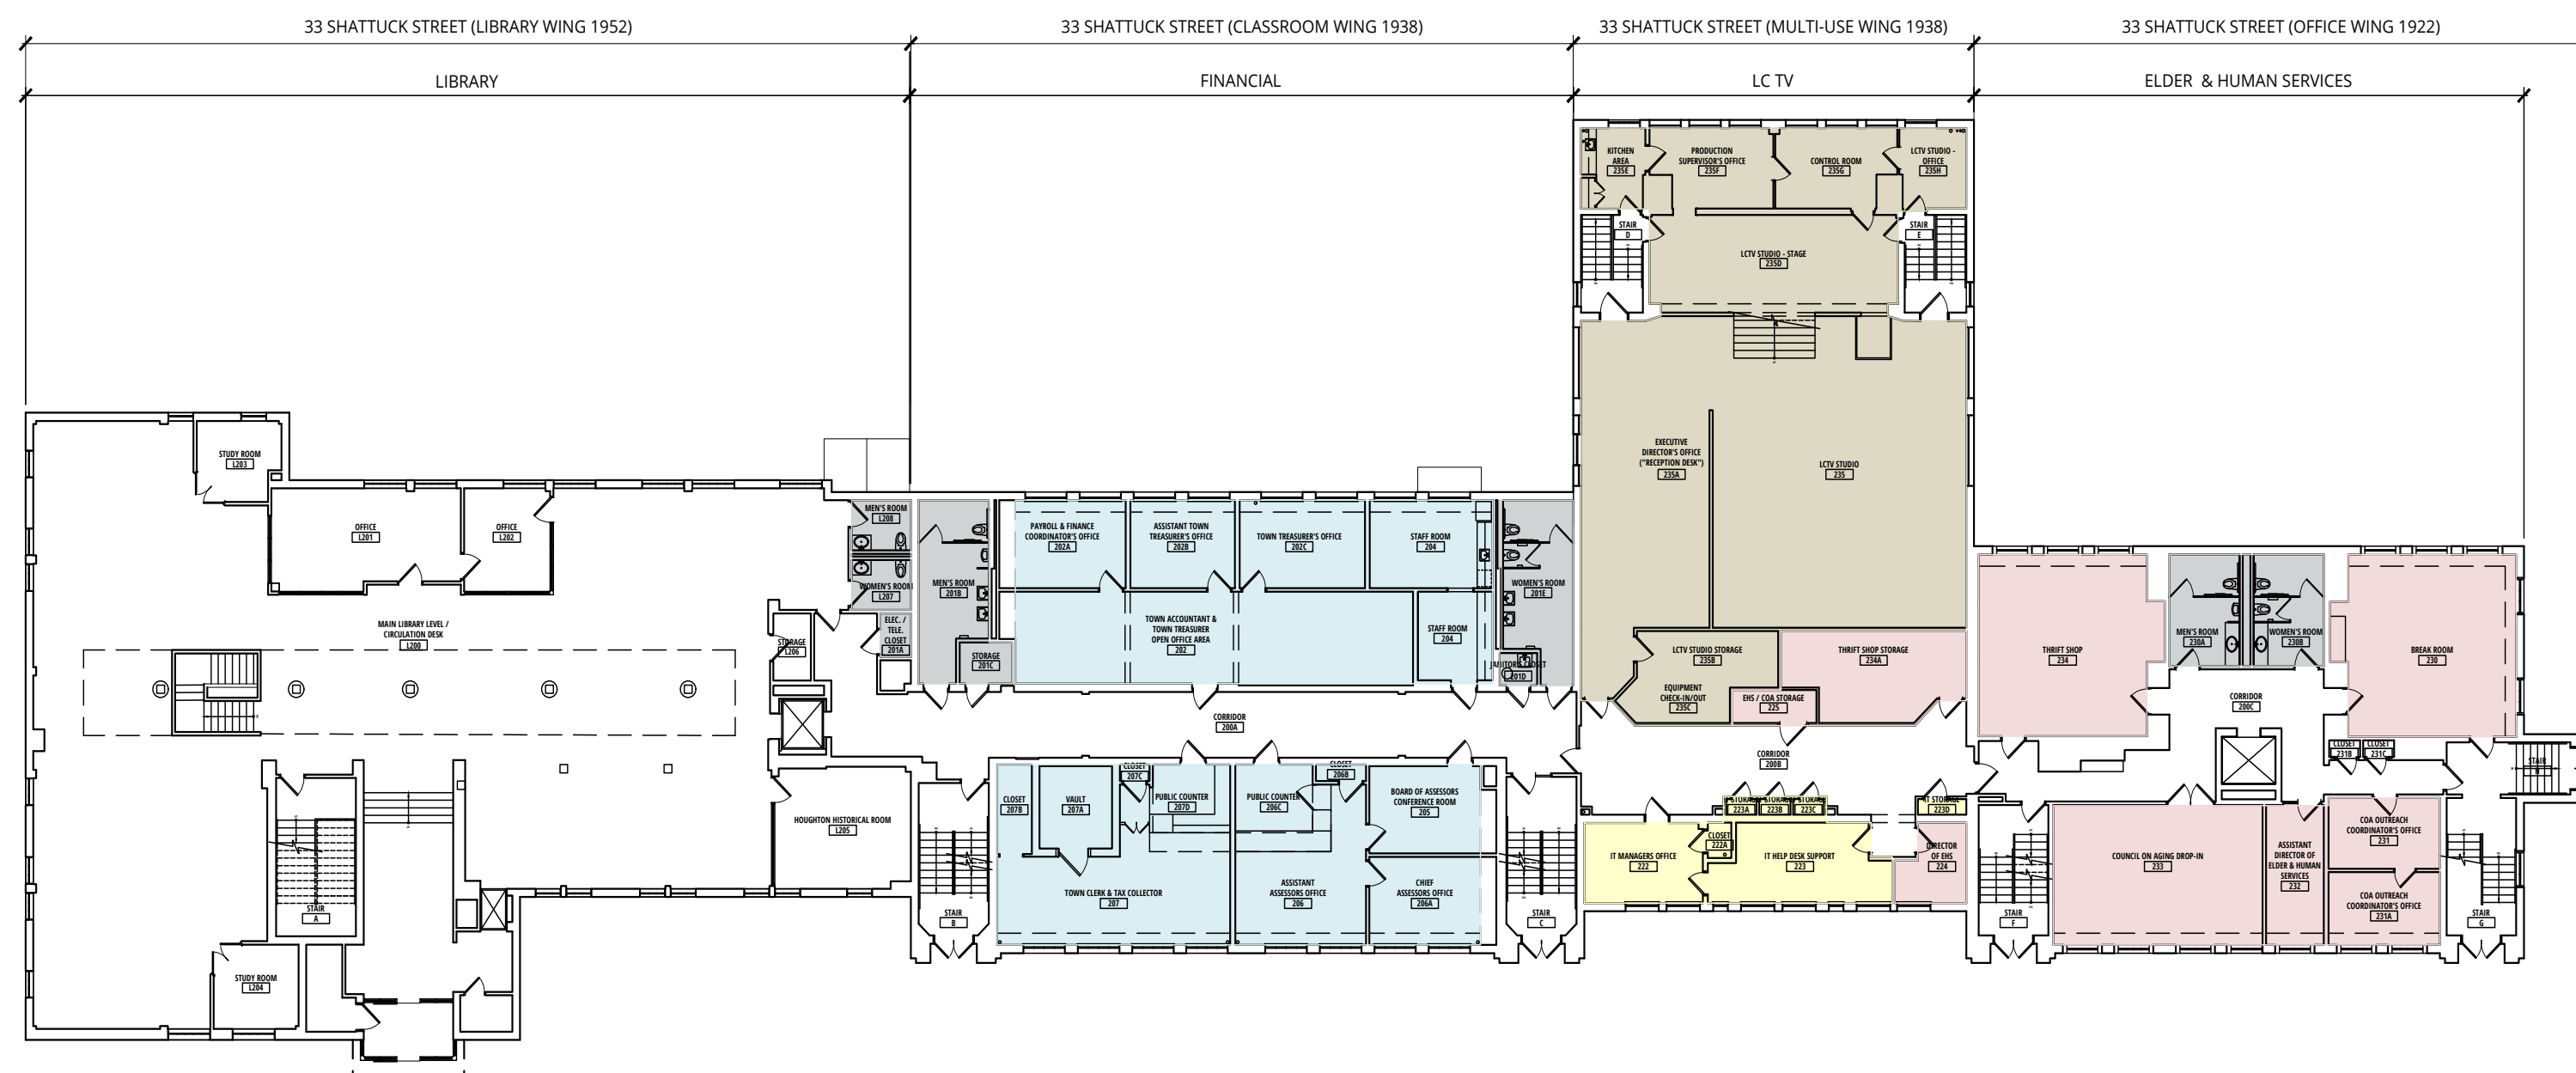 33 SHATTUCK STREET (LIBRARY WING 1952)
33 SHATTUCK STREET (CLASSROOM WING 1938)
33 SHATTUCK STREET (MULTI-USE WING 1938)
33 SHATTUCK STREET (OFFICE WING 1922)
LIBRARY
FINANCIAL
LC TV
ELDER & HUMAN SERVICES
STUDY ROOM
L203
OFFICE
L201
OFFICE
L202
MAIN LIBRARY LEVEL /
CIRCULATION DESK
L200
STORAGE
L206
HOUGHTON HISTORICAL ROOM
L205
STAIR
A
STUDY ROOM
L204
MEN'S ROOM
L208
WOMEN'S ROOM
L207
ELEC. /
TELE.
CLOSET
201A
MEN'S ROOM
201B
STORAGE
201C
PAYROLL & FINANCE
COORDINATOR'S OFFICE
202A
ASSISTANT TOWN
TREASURER'S OFFICE
202B
TOWN TREASURER'S OFFICE
202C
STAFF ROOM
204
TOWN ACCOUNTANT &
TOWN TREASURER
OPEN OFFICE AREA
202
STAFF ROOM
204
WOMEN'S ROOM
201E
JANITOR'S CLOSET
201D
CORRIDOR
200A
CLOSET
207B
VAULT
207A
CLOSET
207C
PUBLIC COUNTER
207D
PUBLIC COUNTER
206C
CLOSET
206B
BOARD OF ASSESSORS
CONFERENCE ROOM
205
TOWN CLERK & TAX COLLECTOR
207
ASSISTANT
ASSESSORS OFFICE
206
CHIEF
ASSESSORS OFFICE
206A
STAIR
B
STAIR
C
KITCHEN
AREA
235E
PRODUCTION
SUPERVISOR'S OFFICE
235F
CONTROL ROOM
235G
LCTV STUDIO -
OFFICE
235H
STAIR
D
STAIR
E
LCTV STUDIO - STAGE
235D
EXECUTIVE
DIRECTOR'S OFFICE
("RECEPTION DESK")
235A
LCTV STUDIO
235
LCTV STUDIO STORAGE
235B
EQUIPMENT
CHECK-IN/OUT
235C
THRIFT SHOP STORAGE
234A
EHS / COA STORAGE
225
CORRIDOR
200B
STORAGE
223A
STORAGE
223B
STORAGE
223C
IT STORAGE
223D
IT MANAGERS OFFICE
222
CLOSET
222A
IT HELP DESK SUPPORT
223
DIRECTOR
OF EHS
224
THRIFT SHOP
234
MEN'S ROOM
230A
WOMEN'S ROOM
230B
BREAK ROOM
230
CORRIDOR
200C
CLOSET
231B
CLOSET
231C
STAIR
H
COUNCIL ON AGING DROP-IN
233
ASSISTANT
DIRECTOR OF
ELDER & HUMAN
SERVICES
232
COA OUTREACH
COORDINATOR'S OFFICE
231
COA OUTREACH
COORDINATOR'S OFFICE
231A
STAIR
F
STAIR
G